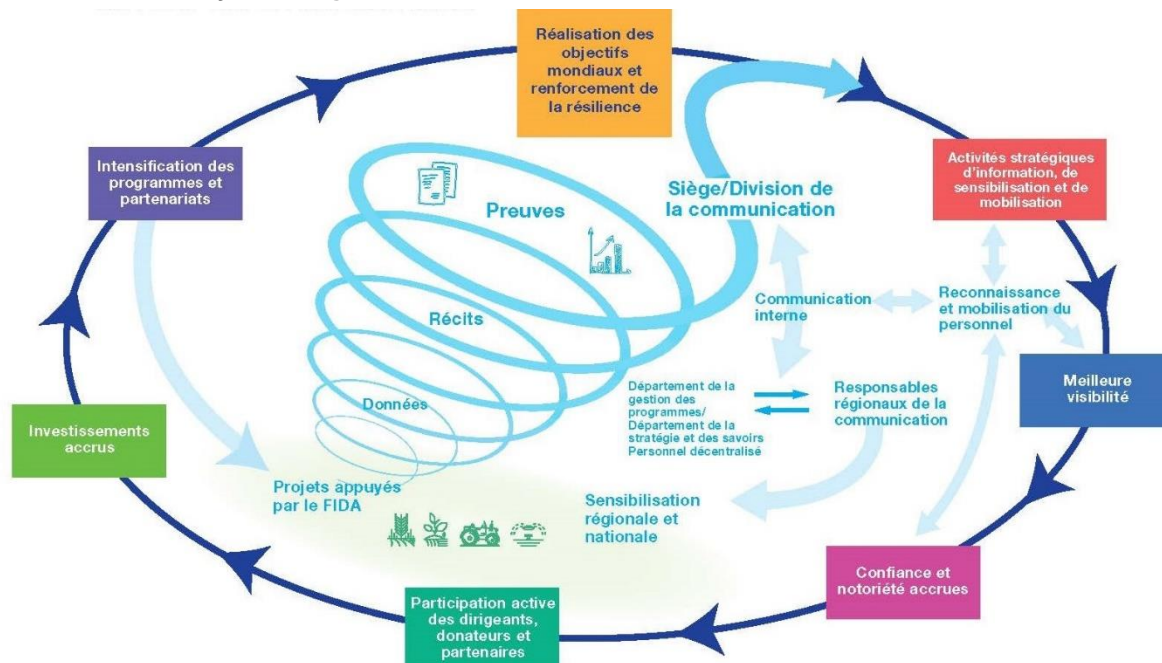 Réalisation des
objectifs
mondiaux et
renforcement de
la résilience
Intensification des
programmes et
partenariats
Activités stratégiques
d'information, de
sensibilisation et de
mobilisation
Preuves
Siège/Division de
la communication
Récits
Communication
interne
Reconnaissance
et mobilisation du
personnel
Données
Département de la
gestion des
programmes/
Département de la
stratégie et des savoirs
Personnel décentralisé
Responsables
régionaux de la
communication
Meilleure
visibilité
Investissements
accrus
Projets appuyés
par le FIDA
Sensibilisation
régionale et
nationale
Confiance et
notoriété accrues
Participation active
des dirigeants,
donateurs et
partenaires